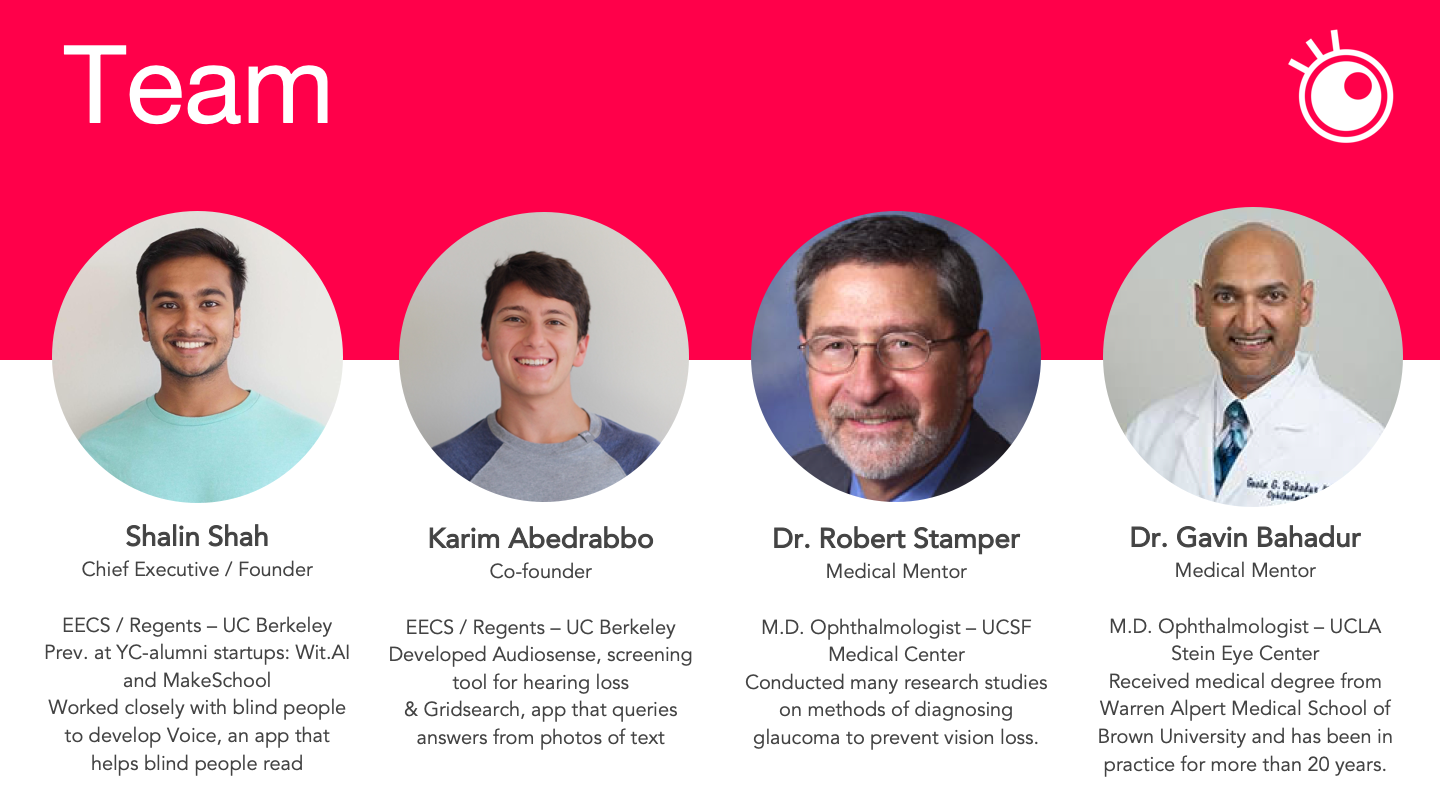 Team
Shalin Shah
Chief Executive / Founder
EECS / Regents – UC Berkeley
Prev. at YC-alumni startups: Wit.AI
and MakeSchool
Worked closely with blind people
to develop Voice, an app that
helps blind people read
Karim Abedrabbo
Co-founder
EECS / Regents – UC Berkeley
Developed Audiosense, screening
tool for hearing loss
& Gridsearch, app that queries
answers from photos of text
Dr. Robert Stamper
Medical Mentor
M.D. Ophthalmologist – UCSF
Medical Center
Conducted many research studies
on methods of diagnosing
glaucoma to prevent vision loss.
Gavin G. Bahadur
Dr. Gavin Bahadur
Medical Mentor
M.D. Ophthalmologist – UCLA
Stein Eye Center
Received medical degree from
Warren Alpert Medical School of
Brown University and has been in
practice for more than 20 years.